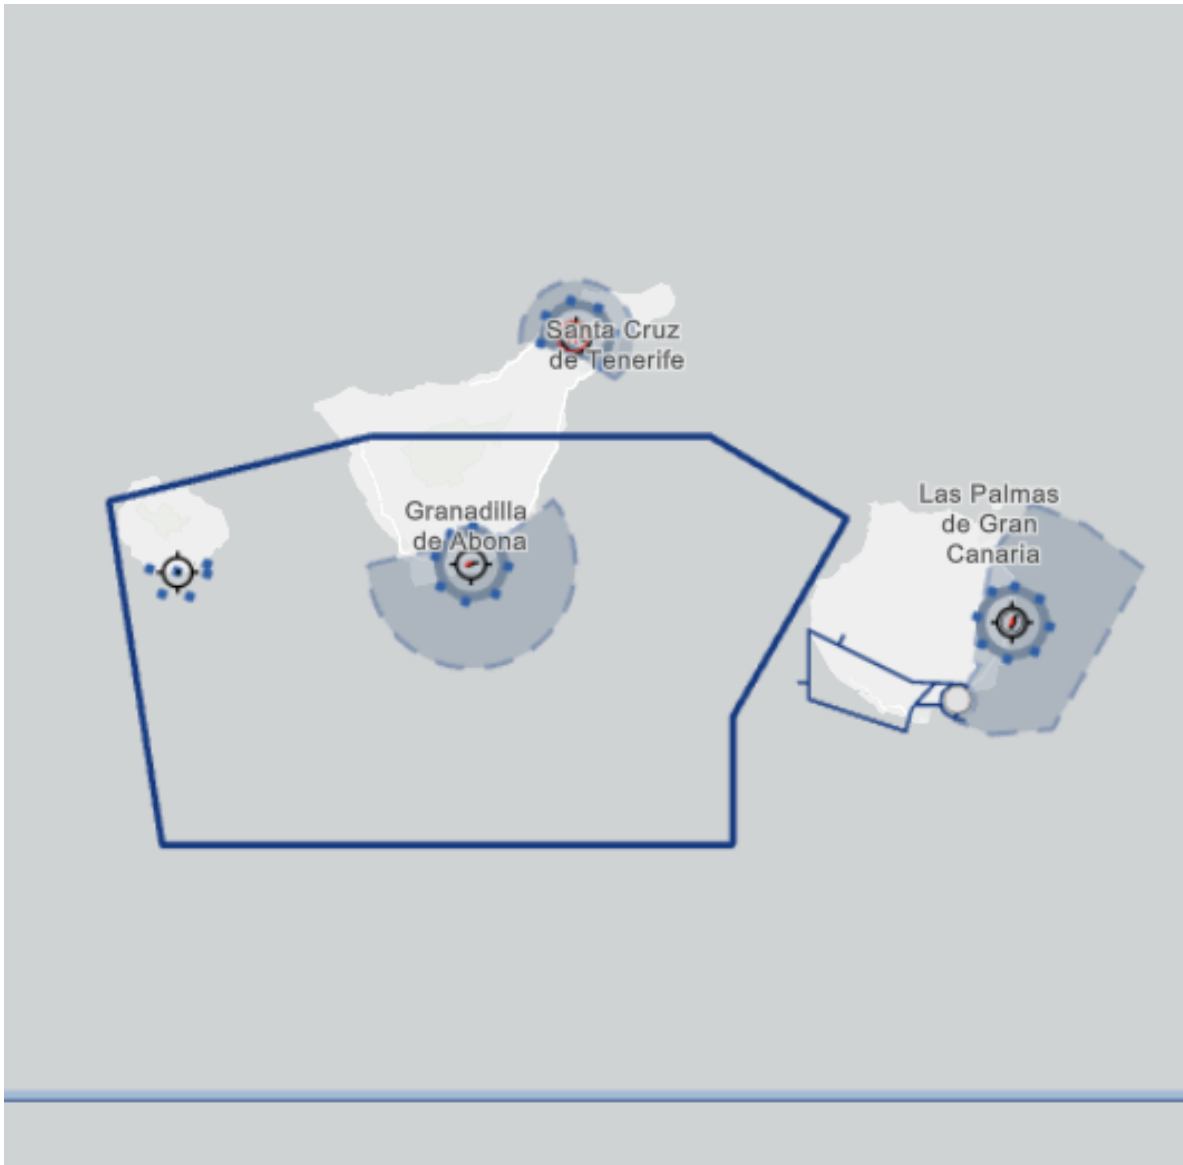 Santa Cruz
de Tenerife
Granadilla
de Abona
Las Palmas
de Gran
Canaria